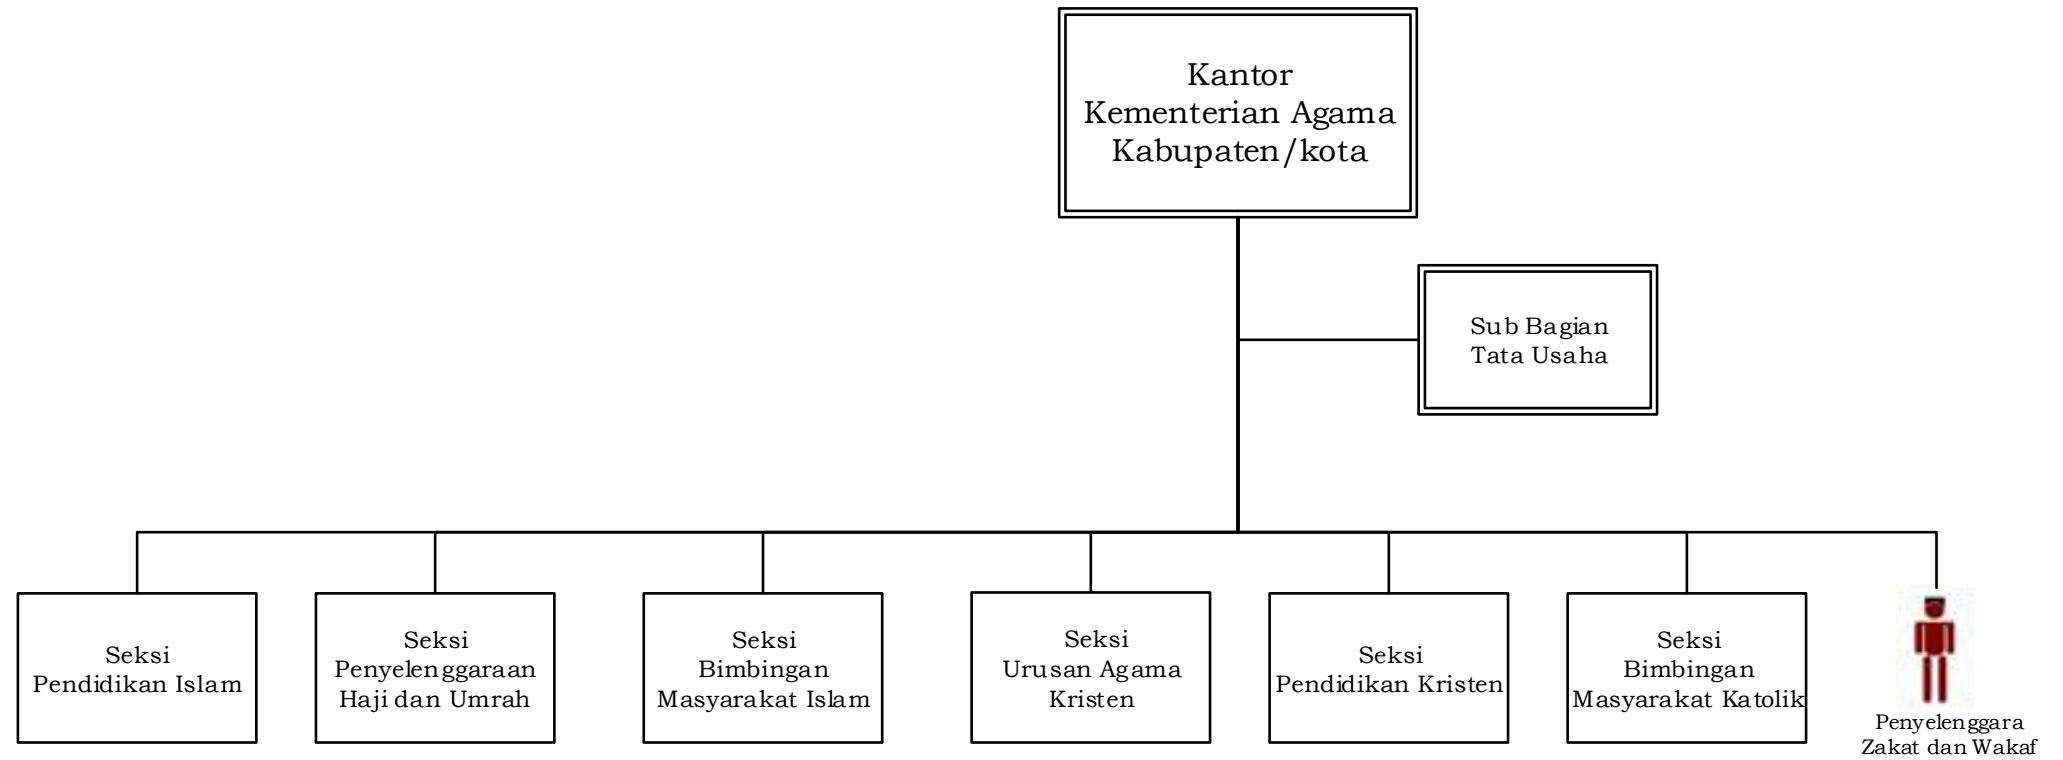 Kantor
Kementerian Agama
Kabupaten/kota
Sub Bagian
Tata Usaha
Seksi
Pendidikan Islam
Seksi
Penyelenggaraan
Haji dan Umrah
Seksi
Bimbingan
Masyarakat Islam
Seksi
Urusan Agama
Kristen
Seksi
Pendidikan Kristen
Seksi
Bimbingan
Masyarakat Katolik
Penyelenggara
Zakat dan Wakaf